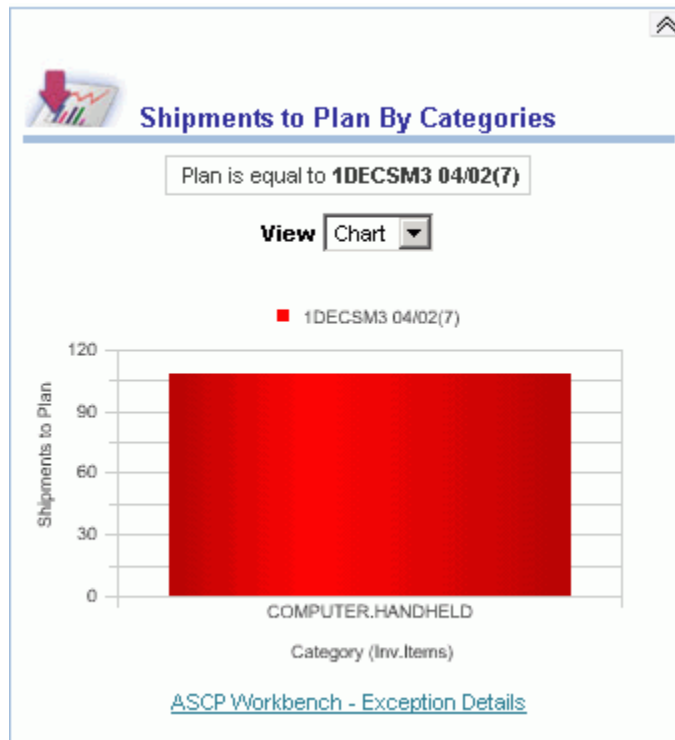 Shipments to Plan By Categories
Plan is equal to 1DECSM3 04/02(7)
View Chart
1DECSM3 04/02(7)
120
90
60
30
0
Shipments to Plan
COMPUTER.HANDHELD
Category (Inv.Items)
ASCP Workbench - Exception Details